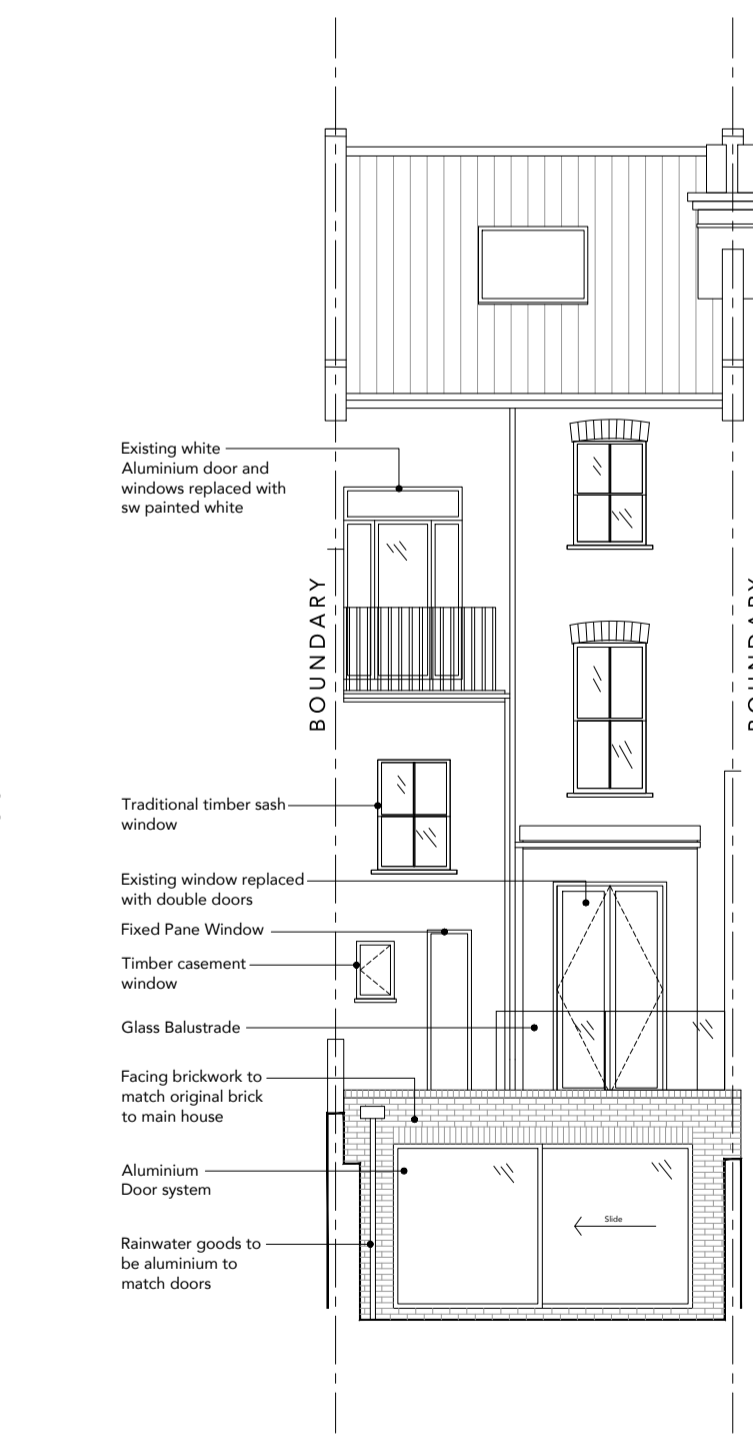 Existing white
Aluminium door and
windows replaced with
sw painted white
BOUNDARY
BOUNDARY
Traditional timber sash
window
Existing window replaced
with double doors
Fixed Pane Window
Timber casement
window
Glass Balustrade
Facing brickwork to
match original brick
to main house
Aluminium
Door system
Slide
Rainwater goods to
be aluminium to
match doors